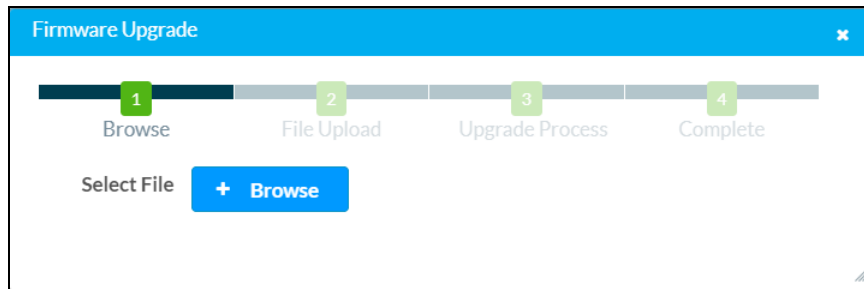 Firmware Upgrade
1 2 3 4
Browse File Upload Upgrade Process Complete
Select File + Browse